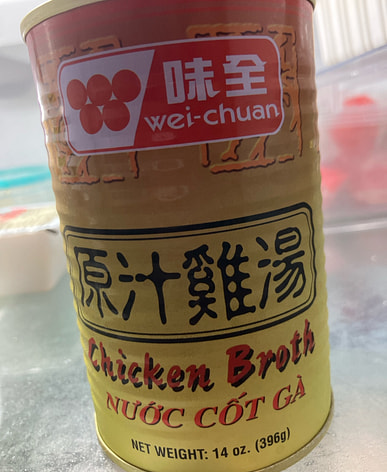 味全
wei-chuan
原汁雞湯
Chicken Broth
NƯỚC CỐT GÀ
NET WEIGHT: 14 oz. (396g)